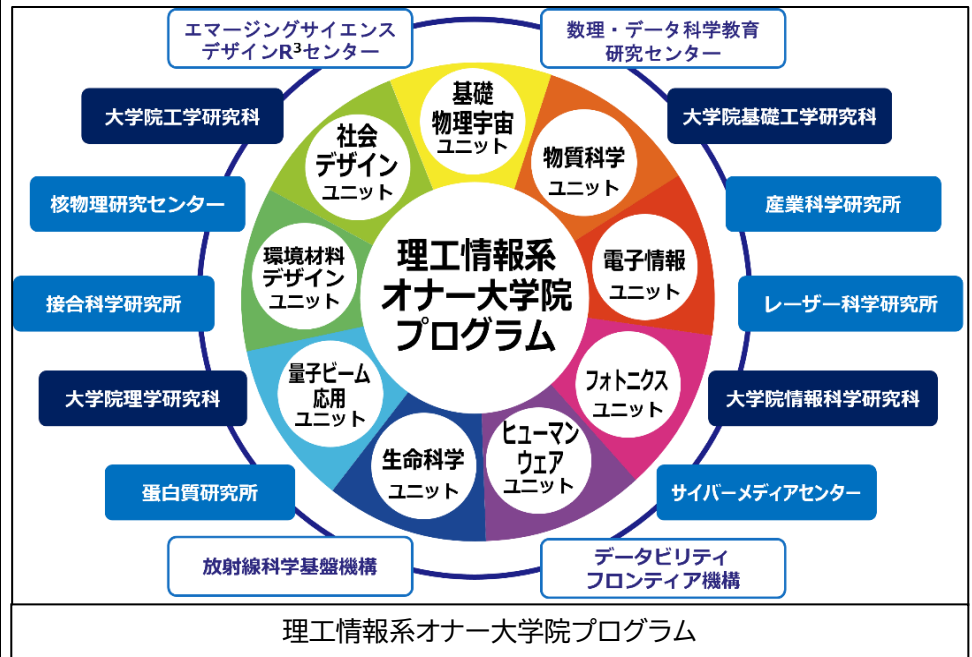 エマージングサイエンス
デザインR³センター
数理・データ科学教育
研究センター
大学院工学研究科
大学院基礎工学研究科
核物理研究センター
産業科学研究所
接合科学研究所
レーザー科学研究所
大学院理学研究科
大学院情報科学研究科
蛋白質研究所
サイバーメディアセンター
放射線科学基盤機構
データビリティ
フロンティア機構
基礎
物理宇宙
ユニット
物質科学
ユニット
電子情報
ユニット
フォトニクス
ユニット
ヒューマン
ウェア
ユニット
生命科学
ユニット
量子ビーム
応用
ユニット
環境材料
デザイン
ユニット
社会
デザイン
ユニット
理工情報系
オナー大学院
プログラム
理工情報系オナー大学院プログラム